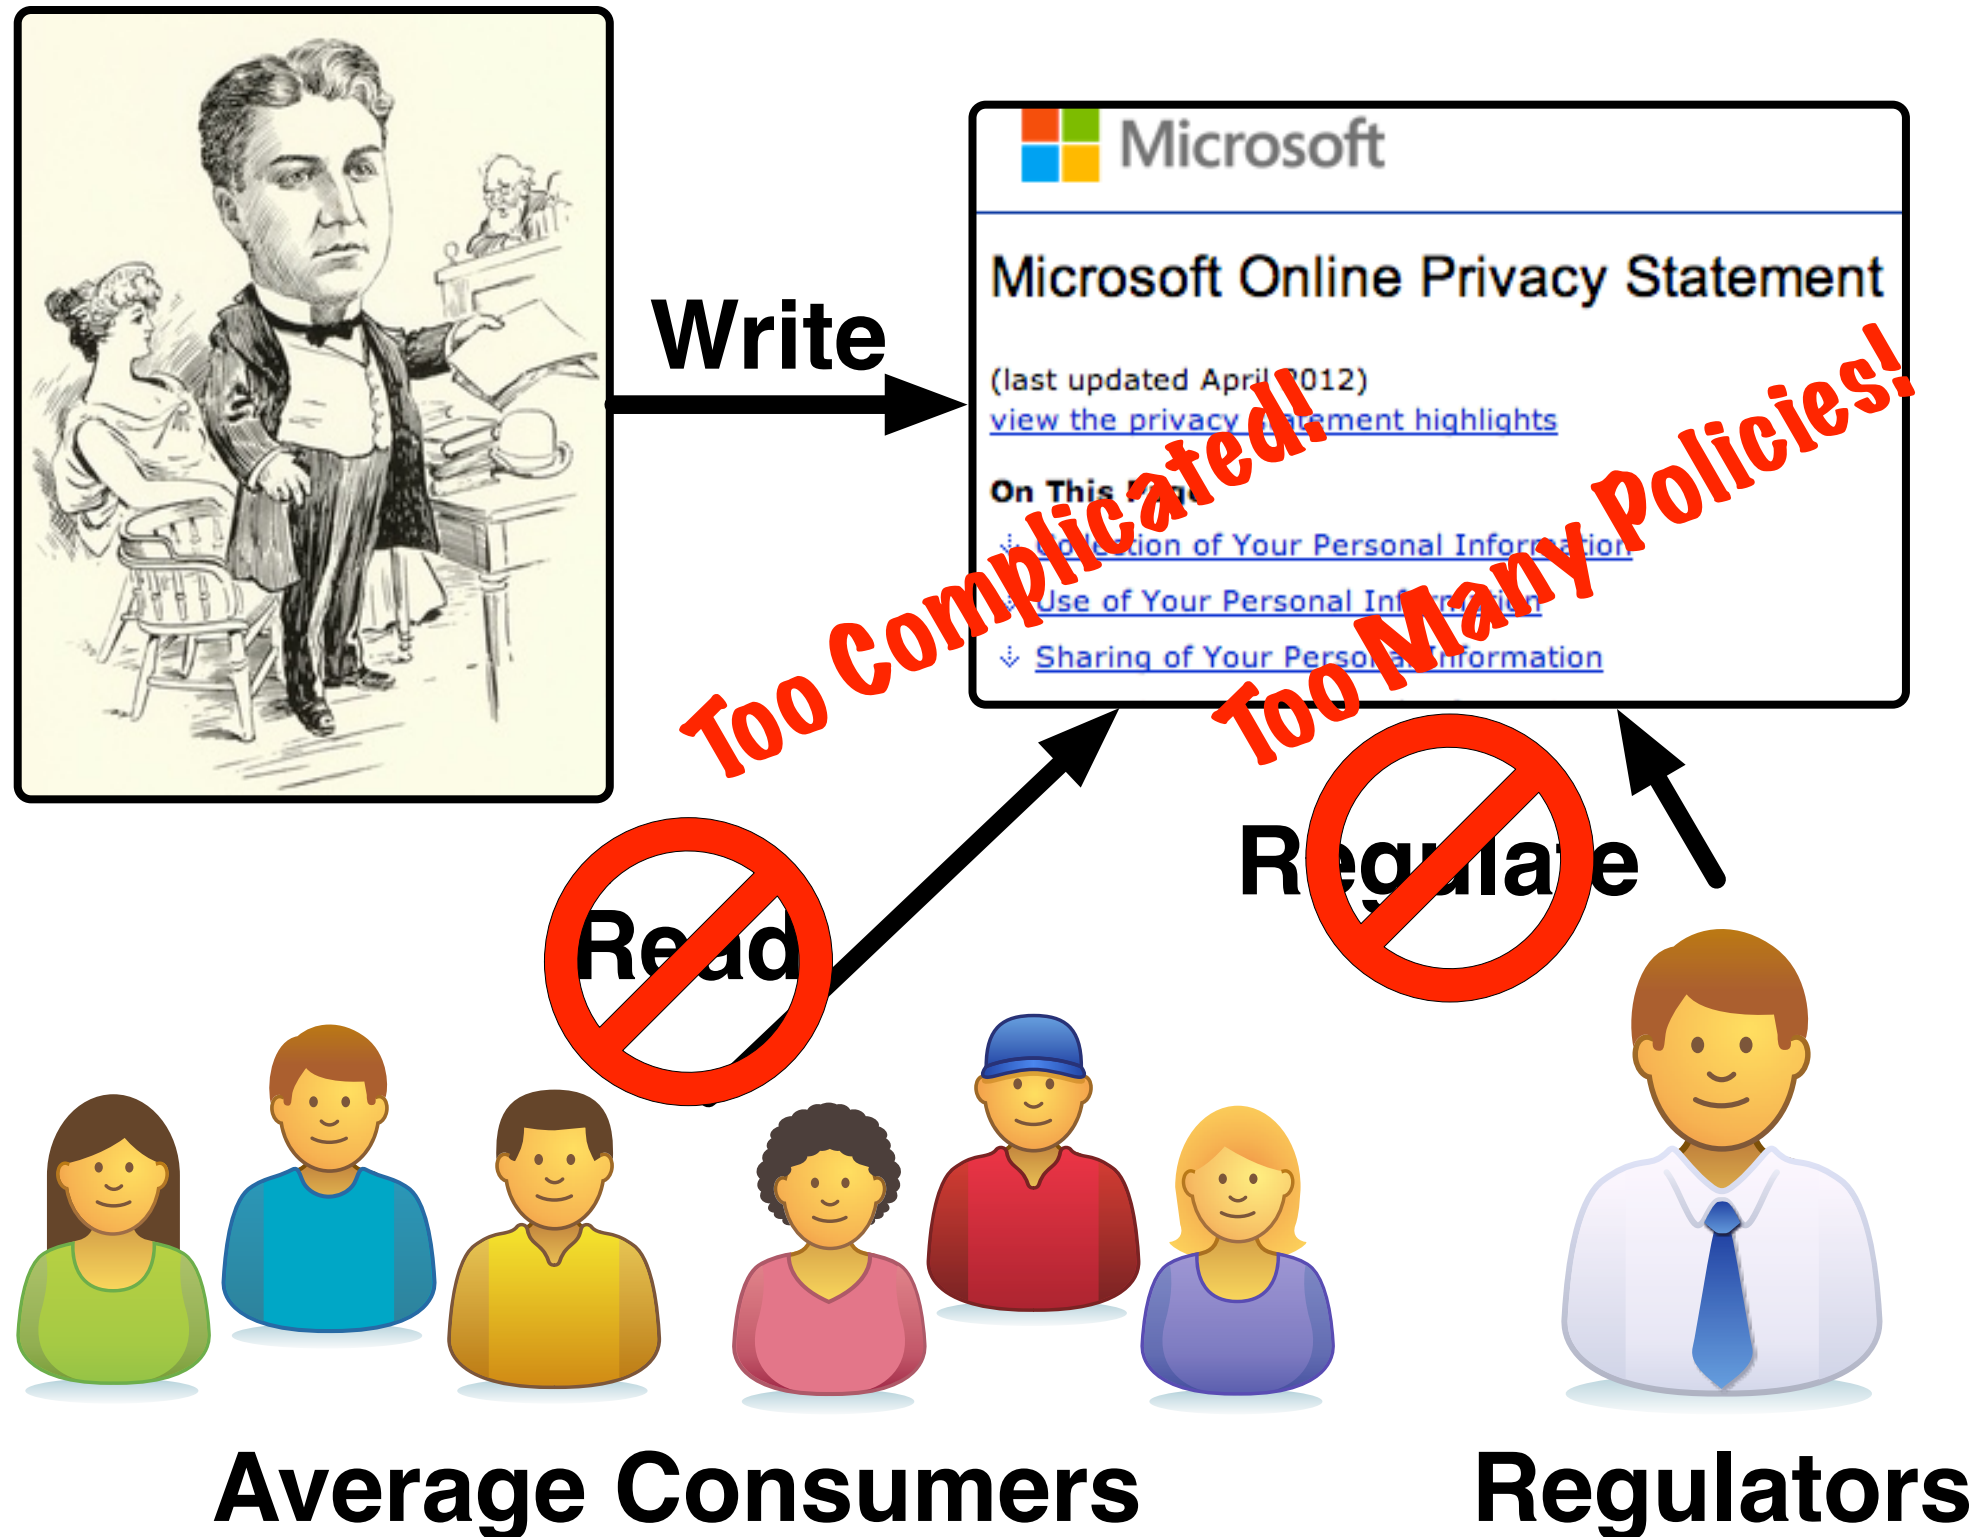 Microsoft
Microsoft Online Privacy Statement
Write
(last updated April 2012)
view the privacy statement highlights
On This Page
Collection of Your Personal Information
Use of Your Personal Information
Sharing of Your Personal Information
Too Complicated!
Too Many Policies!
Regulate
Read
Average Consumers
Regulators